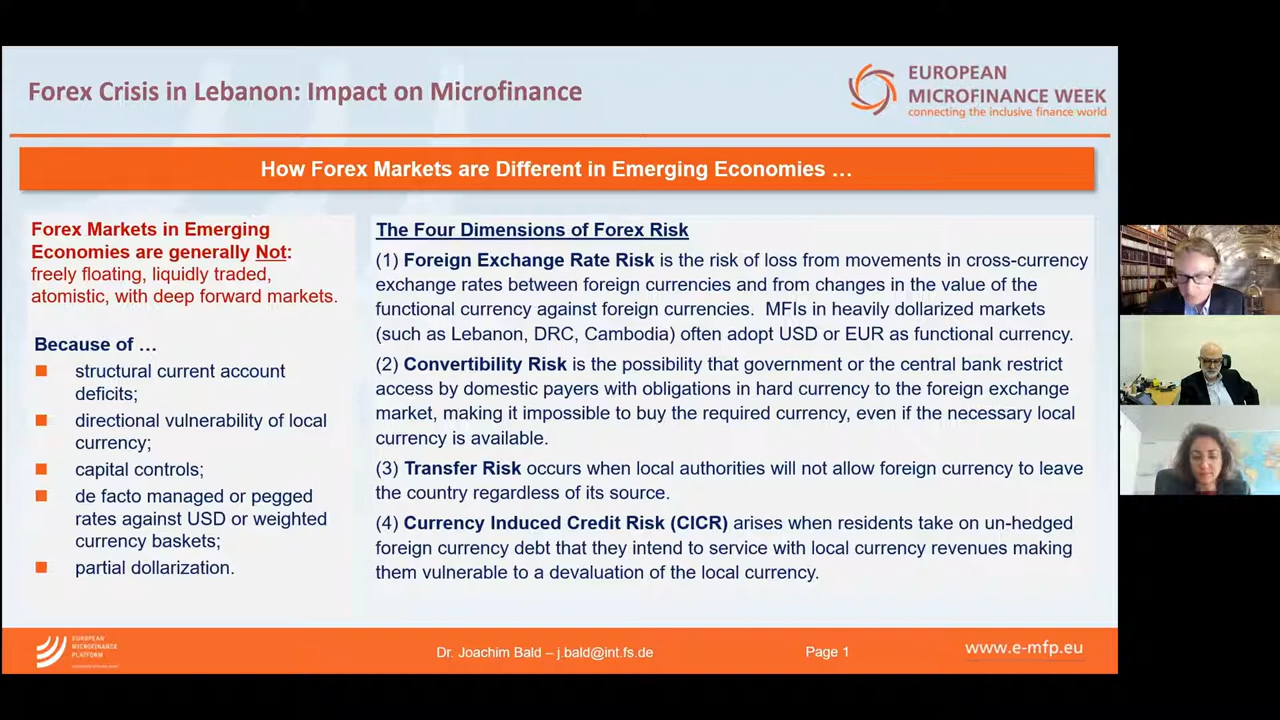 Forex Crisis in Lebanon: Impact on Microfinance
EUROPEAN
MICROFINANCE WEEK
connecting the inclusive finance world
How Forex Markets are Different in Emerging Economies …
Forex Markets in Emerging
Economies are generally Not:
freely floating, liquidly traded,
atomistic, with deep forward markets.
Because of …
structural current account
deficits;
directional vulnerability of local
currency;
capital controls;
de facto managed or pegged
rates against USD or weighted
currency baskets;
partial dollarization.
The Four Dimensions of Forex Risk
(1) Foreign Exchange Rate Risk is the risk of loss from movements in cross-currency
exchange rates between foreign currencies and from changes in the value of the
functional currency against foreign currencies. MFIs in heavily dollarized markets
(such as Lebanon, DRC, Cambodia) often adopt USD or EUR as functional currency.
(2) Convertibility Risk is the possibility that government or the central bank restrict
access by domestic payers with obligations in hard currency to the foreign exchange
market, making it impossible to buy the required currency, even if the necessary local
currency is available.
(3) Transfer Risk occurs when local authorities will not allow foreign currency to leave
the country regardless of its source.
(4) Currency Induced Credit Risk (CICR) arises when residents take on un-hedged
foreign currency debt that they intend to service with local currency revenues making
them vulnerable to a devaluation of the local currency.
EUROPEAN
MICROFINANCE
PLATFORM
Dr. Joachim Bald – j.bald@int.fs.de
Page 1
www.e-mfp.eu